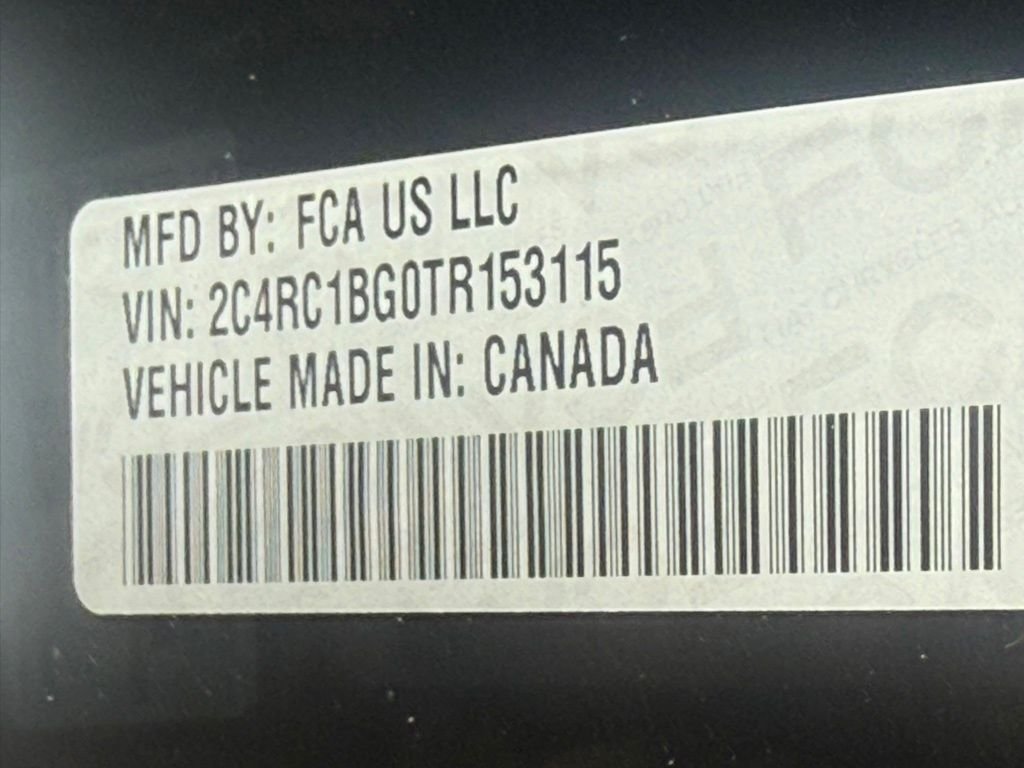 MFD BY: FCA US LLC
VIN: 2C4RC1BG0TR153115
VEHICLE MADE IN: CANADA